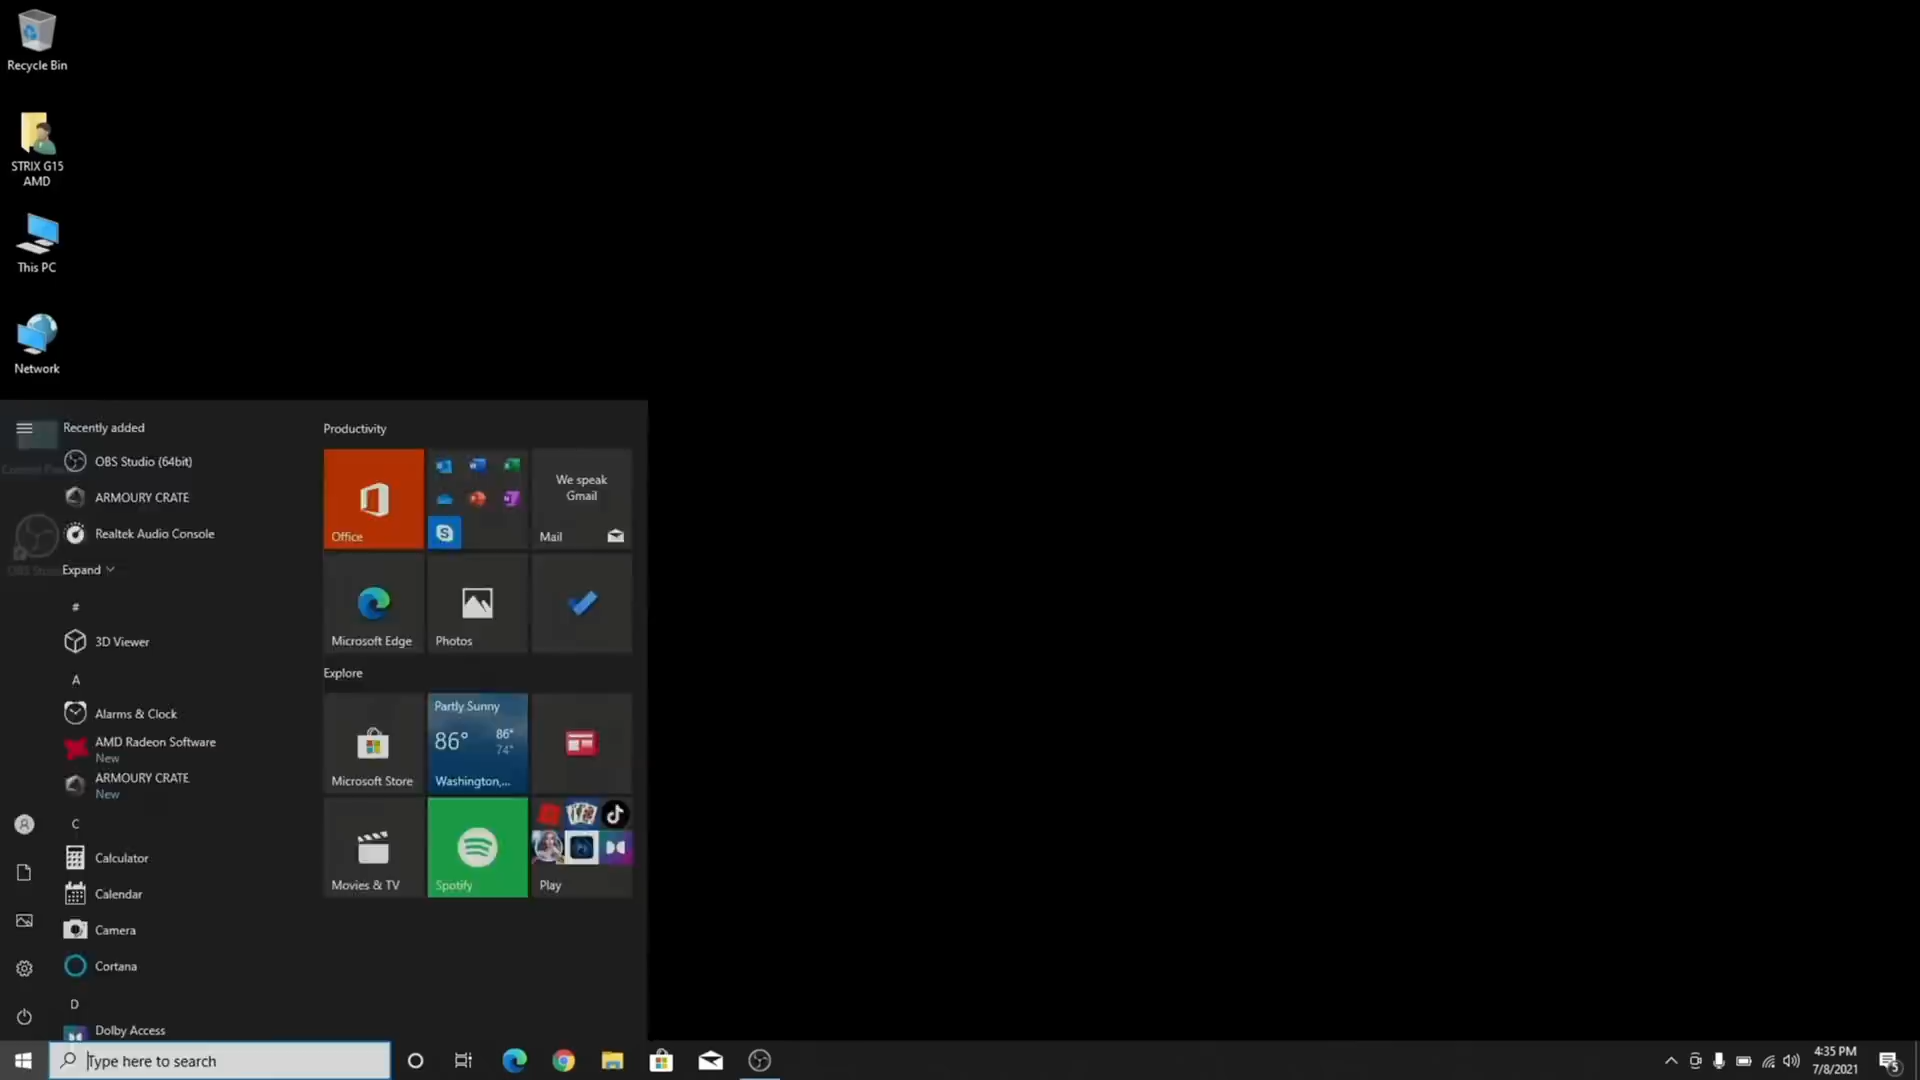 Recycle Bin
STRIX G15
AMD
This PC
Network
Recently added
OBS Studio (64bit)
ARMOURY CRATE
Realtek Audio Console
Expand
#
3D Viewer
A
Alarms & Clock
AMD Radeon Software
New
ARMOURY CRATE
New
C
Calculator
Calendar
Camera
Cortana
D
Dolby Access
Productivity
Office
We speak
Gmail
Mail
Microsoft Edge
Photos
Explore
Microsoft Store
Partly Sunny
86°
86°
74°
Washington,...
Movies & TV
Spotify
Play
Type here to search
4:35 PM
7/8/2021
5